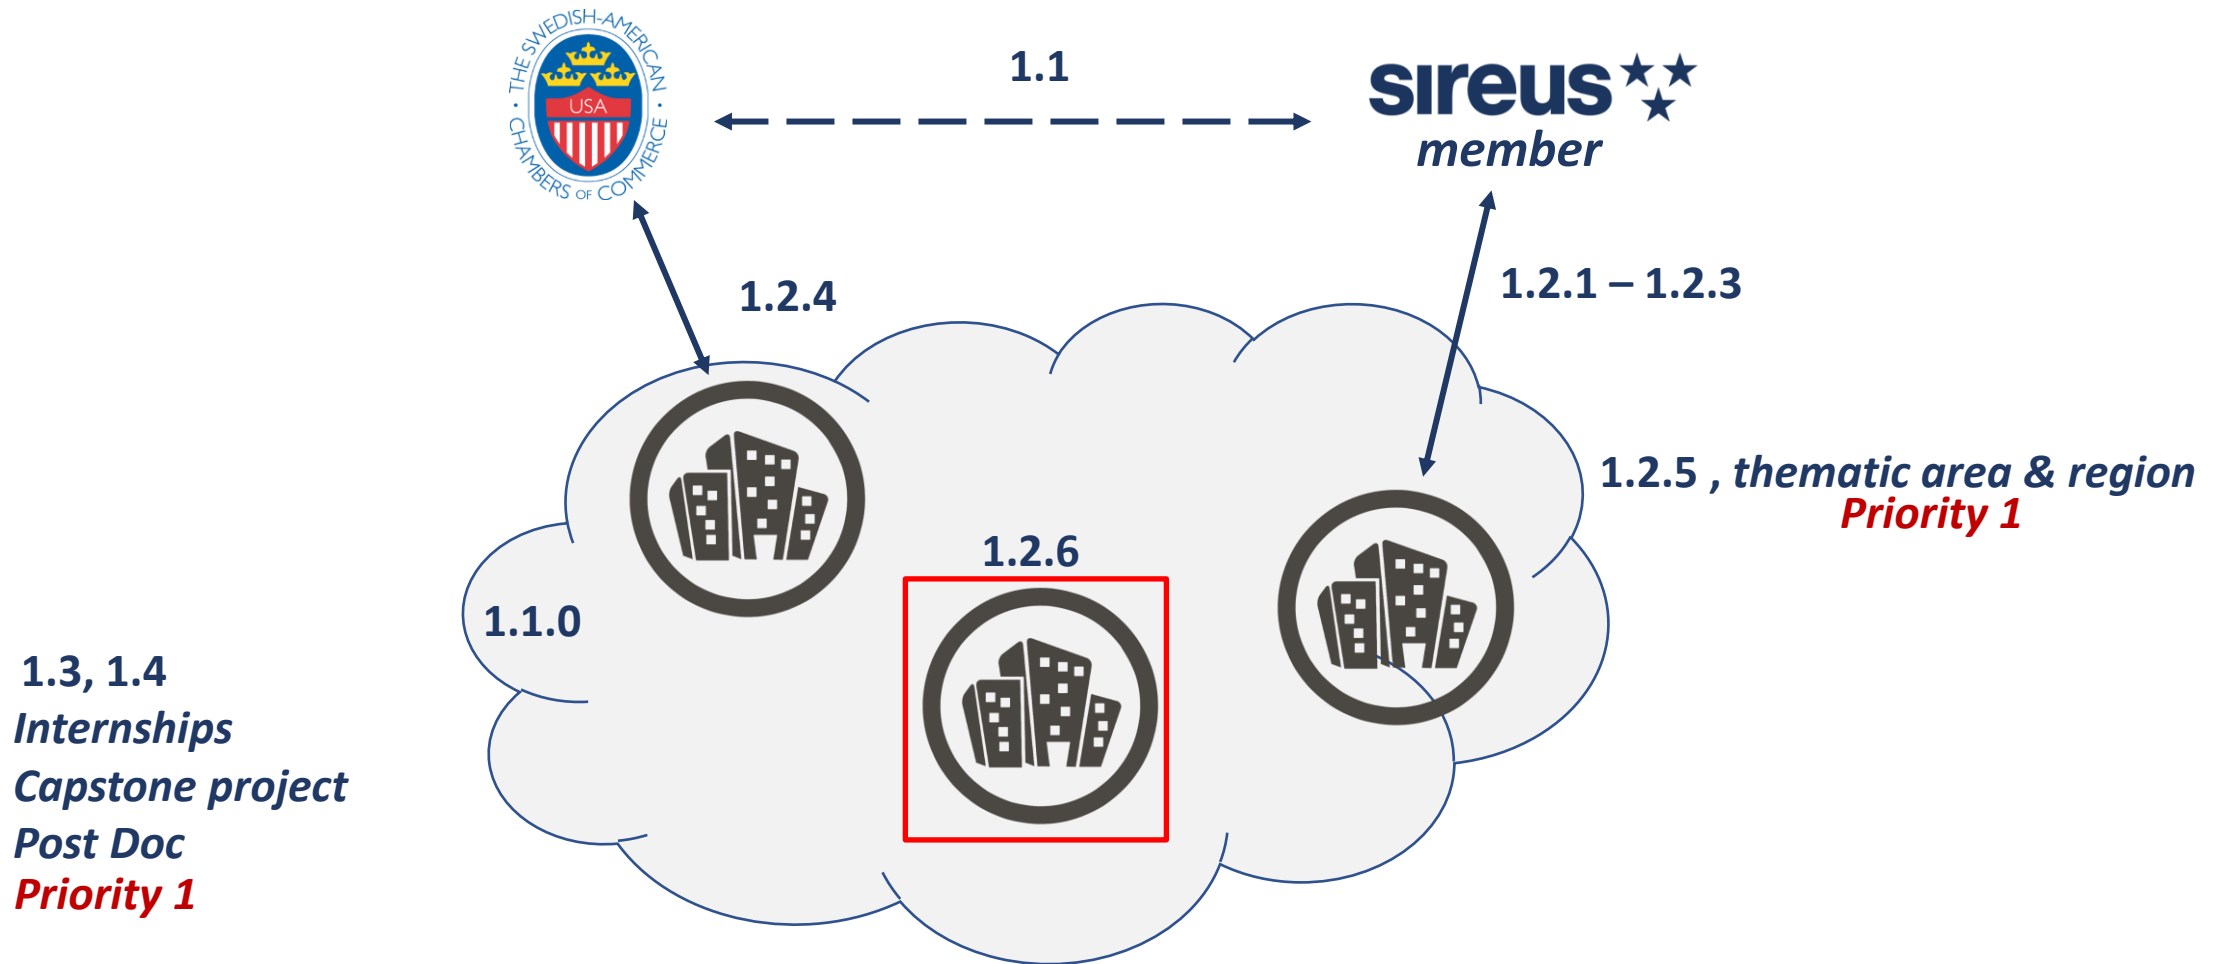 THE SWEDISH-AMERICAN
CHAMBERS OF COMMERCE
USA
1.1
sireus
member
1.2.4
1.2.1 – 1.2.3
1.2.5 , thematic area & region
Priority 1
1.2.6
1.1.0
1.3, 1.4
Internships
Capstone project
Post Doc
Priority 1